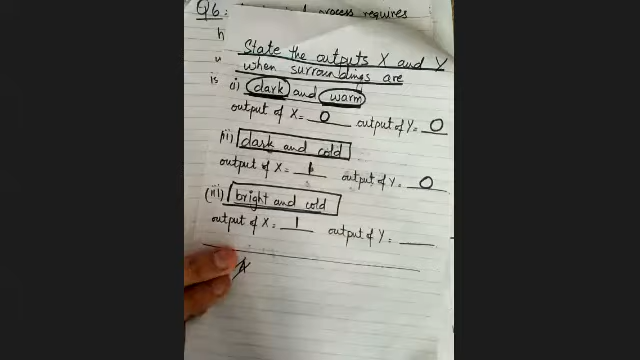 Q6: process requires
h
State the outputs X and Y
u when surroundings are
is (i) dark and warm
output of X = 0 output of Y = 0
(ii) dark and cold
output of X = 1 output of Y = 0
(iii) bright and cold
output of X = 1 output of Y =